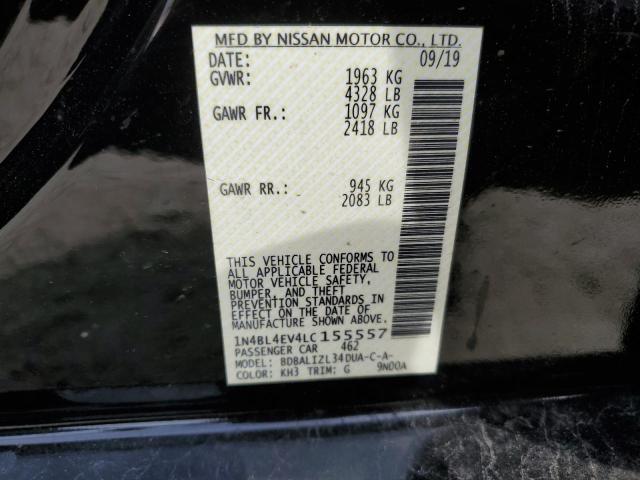 MFD BY NISSAN MOTOR CO., LTD.
DATE: 09/19
GVWR: 1963 KG
4328 LB
GAWR FR.: 1097 KG
2418 LB
GAWR RR.: 945 KG
2083 LB
THIS VEHICLE CONFORMS TO
ALL APPLICABLE FEDERAL
MOTOR VEHICLE SAFETY,
BUMPER, AND THEFT
PREVENTION STANDARDS IN
EFFECT ON THE DATE OF
MANUFACTURE SHOWN ABOVE.
1N4BL4EV4LC155557
PASSENGER CAR 462
MODEL: BDBALIZL34DUA-C-A-
COLOR: KH3 TRIM: G 9N00A